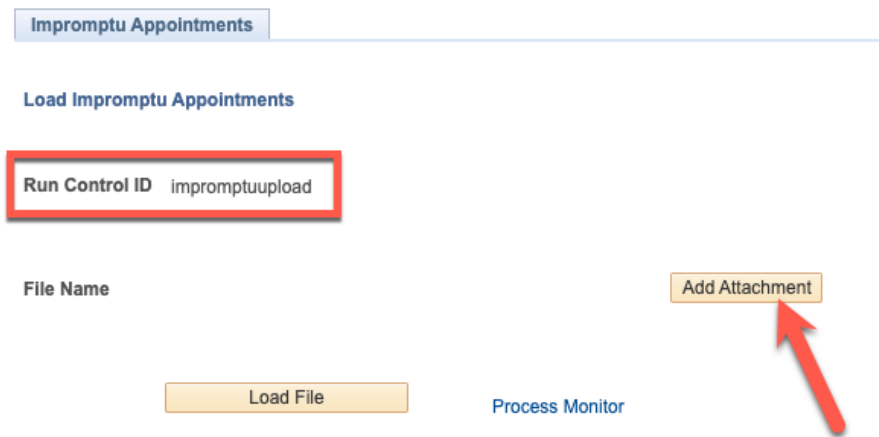 Impromptu Appointments
Load Impromptu Appointments
Run Control ID impromptuupload
File Name Add Attachment
Load File Process Monitor